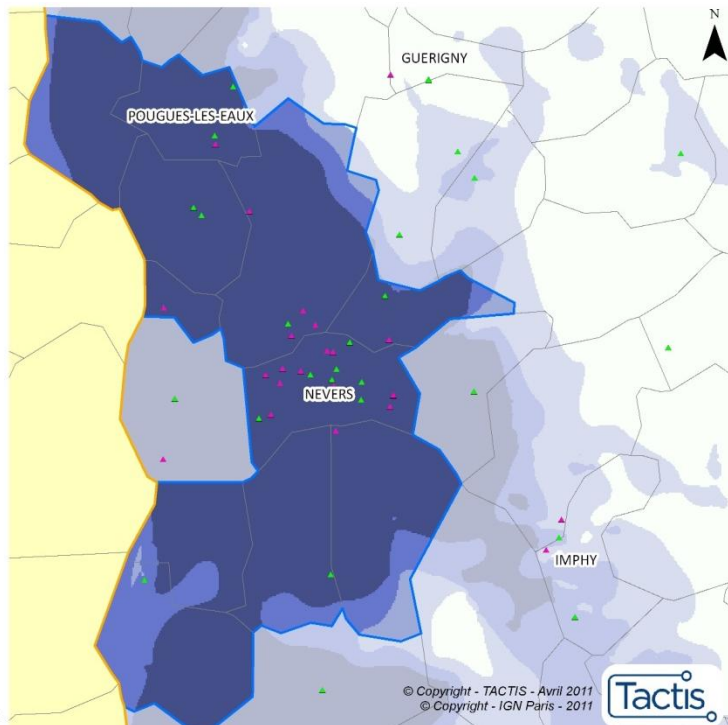 N
GUERIGNY
POUGUES-LES-EAUX
NEVERS
IMPHY
© Copyright - TACTIS - Avril 2011
© Copyright - IGN Paris - 2011
Tactis